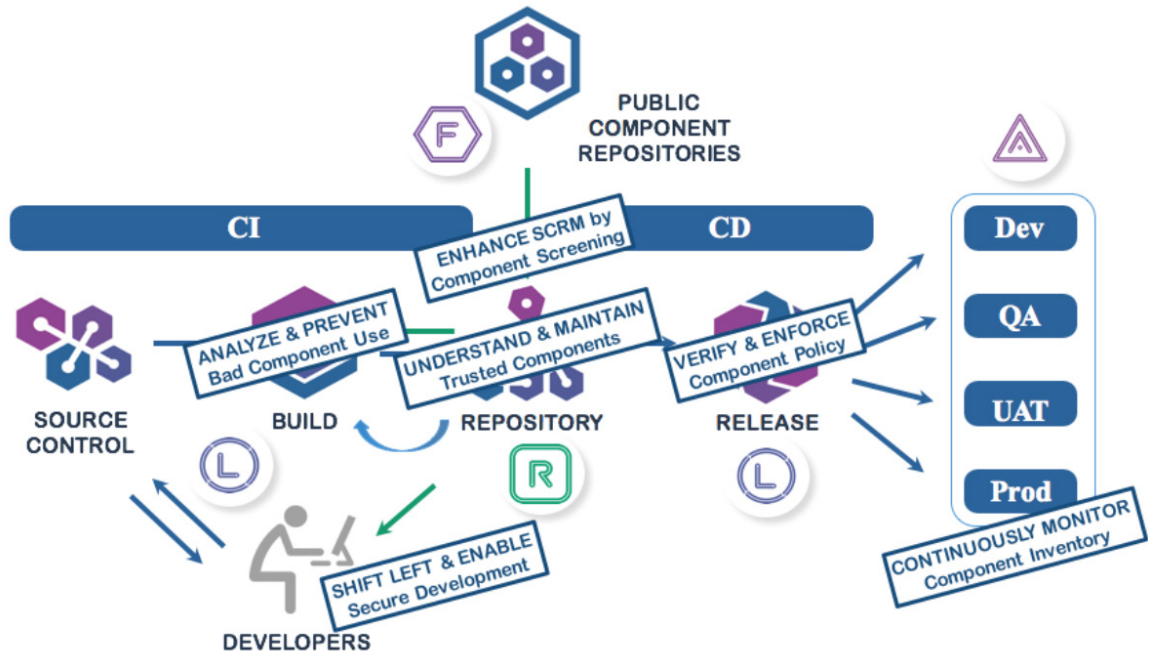 PUBLIC
COMPONENT
REPOSITORIES
F
A
CI
CD
ENHANCE SCRM by
Component Screening
ANALYZE & PREVENT
Bad Component Use
UNDERSTAND & MAINTAIN
Trusted Components
VERIFY & ENFORCE
Component Policy
Dev
QA
UAT
Prod
SOURCE
CONTROL
BUILD
REPOSITORY
RELEASE
L
R
L
SHIFT LEFT & ENABLE
Secure Development
CONTINUOUSLY MONITOR
Component Inventory
DEVELOPERS